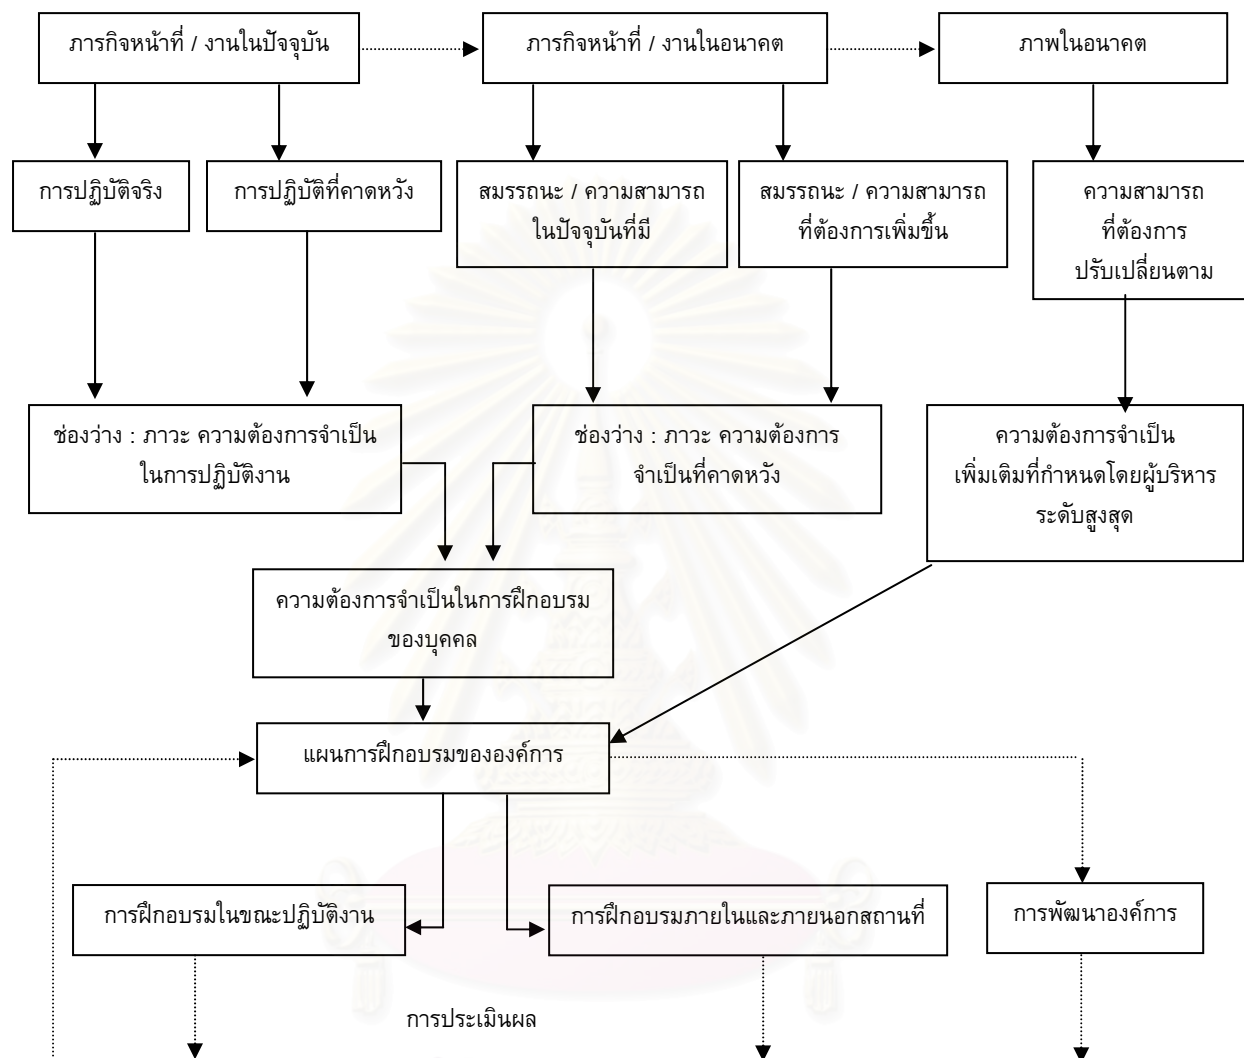 ภารกิจหน้าที่ / งานในปัจจุบัน
ภารกิจหน้าที่ / งานในอนาคต
ภาพในอนาคต
การปฏิบัติจริง
การปฏิบัติที่คาดหวัง
สมรรถนะ / ความสามารถ
ในปัจจุบันที่มี
สมรรถนะ / ความสามารถ
ที่ต้องการเพิ่มขึ้น
ความสามารถ
ที่ต้องการ
ปรับเปลี่ยนตาม
ช่องว่าง : ภาวะ ความต้องการจำเป็น
ในการปฏิบัติงาน
ช่องว่าง : ภาวะ ความต้องการ
จำเป็นที่คาดหวัง
ความต้องการจำเป็น
เพิ่มเติมที่กำหนดโดยผู้บริหาร
ระดับสูงสุด
ความต้องการจำเป็นในการฝึกอบรม
ของบุคคล
แผนการฝึกอบรมขององค์การ
การฝึกอบรมในขณะปฏิบัติงาน
การฝึกอบรมภายในและภายนอกสถานที่
การพัฒนาองค์การ
การประเมินผล